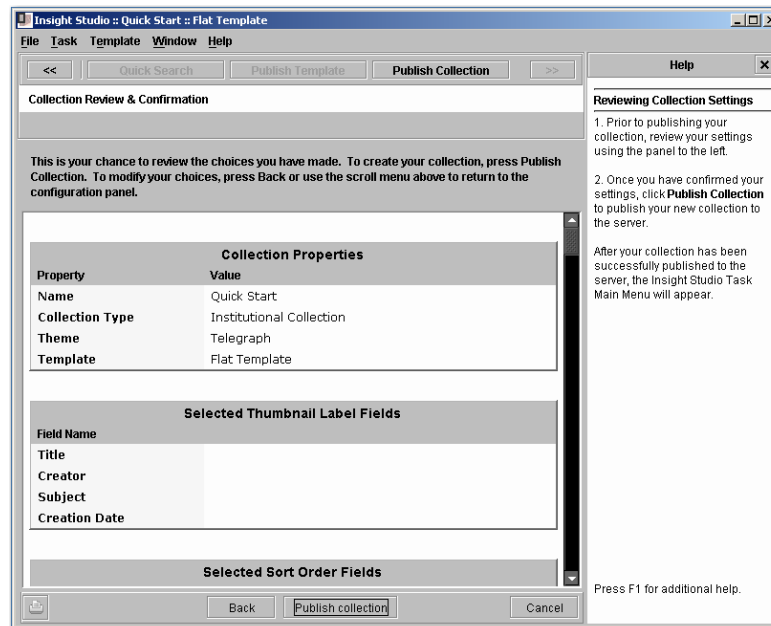 Insight Studio :: Quick Start :: Flat Template
File Task Template Window Help
<< Quick Search Publish Template Publish Collection >>
Collection Review & Confirmation
This is your chance to review the choices you have made. To create your collection, press Publish
Collection. To modify your choices, press Back or use the scroll menu above to return to the
configuration panel.
Collection Properties
Property Value
Name Quick Start
Collection Type Institutional Collection
Theme Telegraph
Template Flat Template
Selected Thumbnail Label Fields
Field Name
Title
Creator
Subject
Creation Date
Selected Sort Order Fields
Back Publish collection Cancel
Help
Reviewing Collection Settings
1. Prior to publishing your
collection, review your settings
using the panel to the left.
2. Once you have confirmed your
settings, click Publish Collection
to publish your new collection to
the server.
After your collection has been
successfully published to the
server, the Insight Studio Task
Main Menu will appear.
Press F1 for additional help.